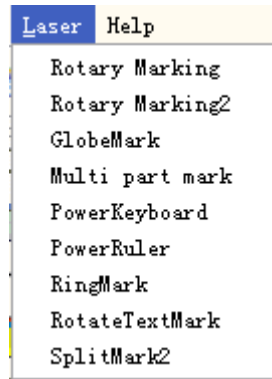 Laser Help
Rotary Marking
Rotary Marking2
GlobeMark
Multi part mark
PowerKeyboard
PowerRuler
RingMark
RotateTextMark
SplitMark2